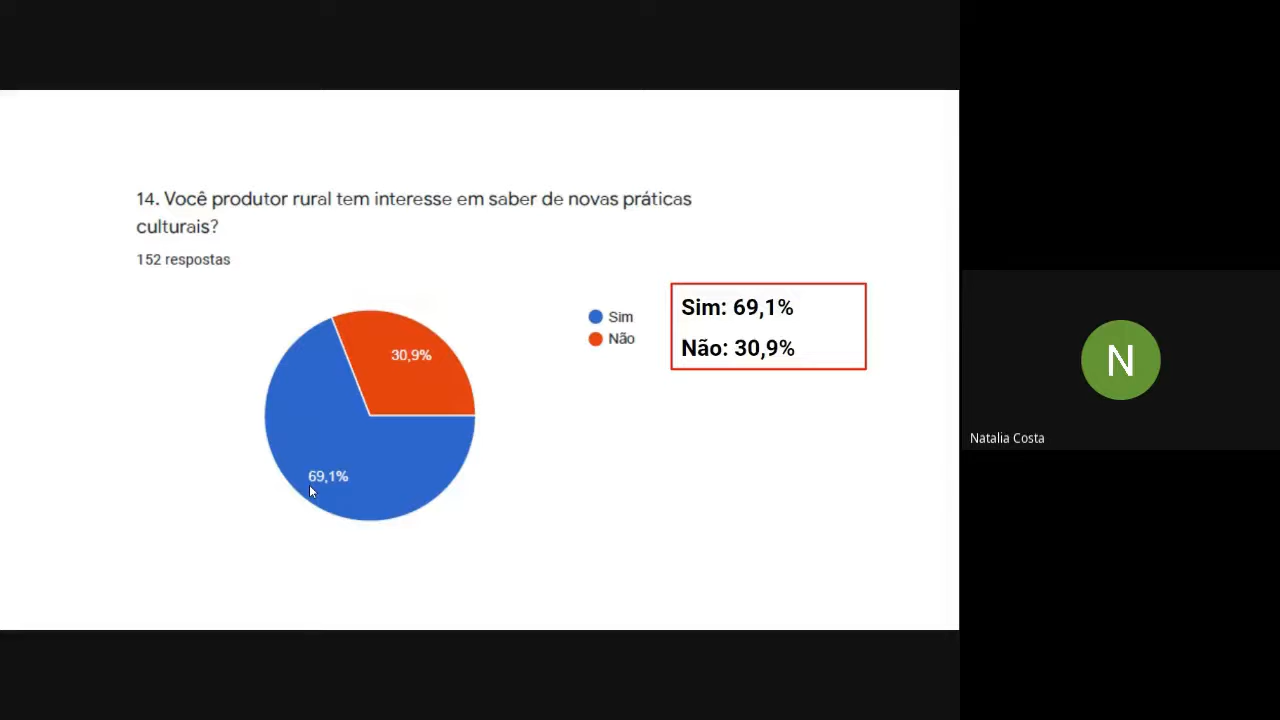 14. Você produtor rural tem interesse em saber de novas práticas
culturais?
152 respostas
Sim
Não
Sim: 69,1%
Não: 30,9%
30,9%
69,1%
N
Natalia Costa